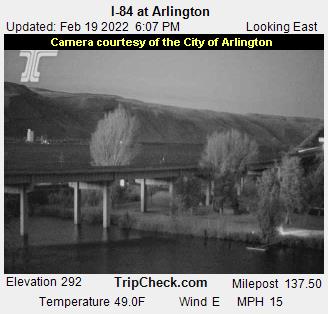 I-84 at Arlington
Updated: Feb 19 2022 6:07 PM Looking East
Camera courtesy of the City of Arlington
Elevation 292 TripCheck.com Milepost 137.50
Temperature 49.0F Wind E MPH 15